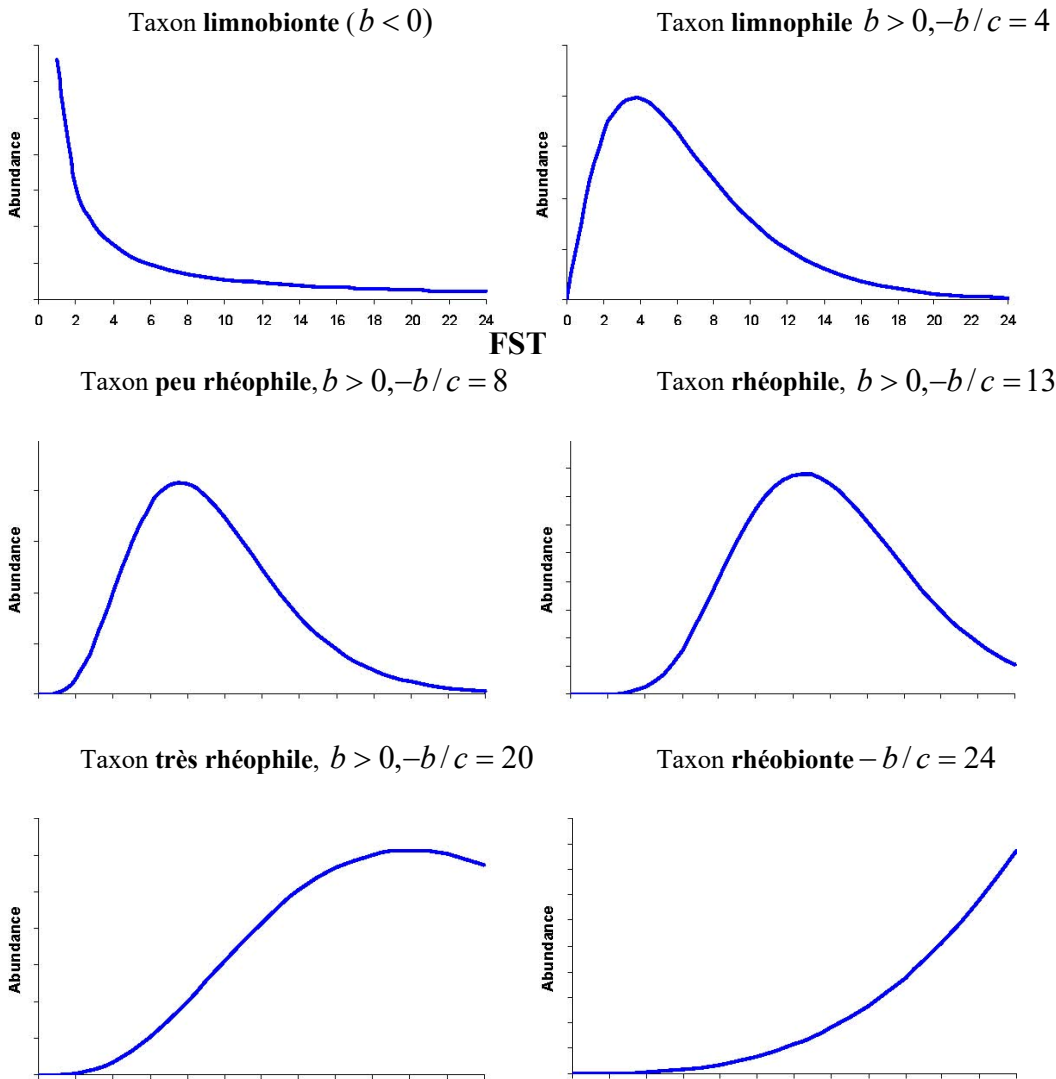 Taxon limnobionte (b < 0)
Taxon limnophile b > 0,−b / c = 4
Abundance
0 2 4 6 8 10 12 14 16 18 20 22 24
Abundance
0 2 4 6 8 10 12 14 16 18 20 22 24
FST
Taxon peu rhéophile, b > 0,−b / c = 8
Taxon rhéophile, b > 0,−b / c = 13
Abundance
Abundance
Taxon très rhéophile, b > 0,−b / c = 20
Taxon rhéobionte − b / c = 24
Abundance
Abundance